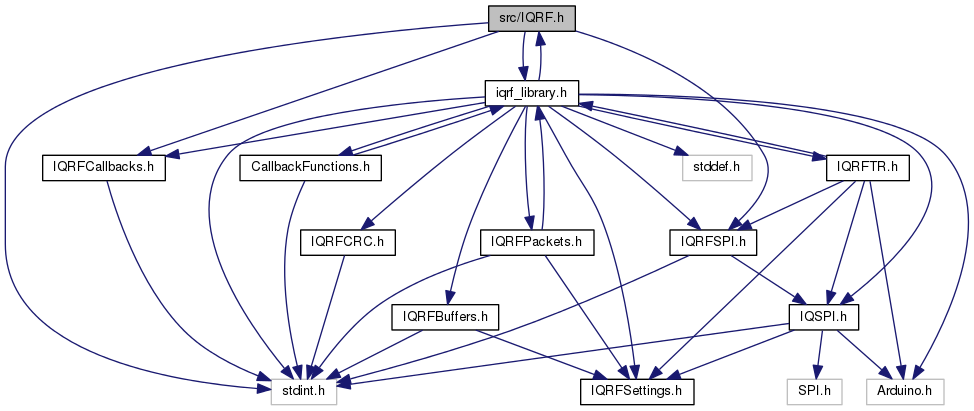 src/IQRF.h
iqrf_library.h
IQRFCallbacks.h
CallbackFunctions.h
stddef.h
IQRFTR.h
IQRFCRC.h
IQRFPackets.h
IQRFSPI.h
IQRFBuffers.h
IQSPI.h
stdint.h
IQRFSettings.h
SPI.h
Arduino.h